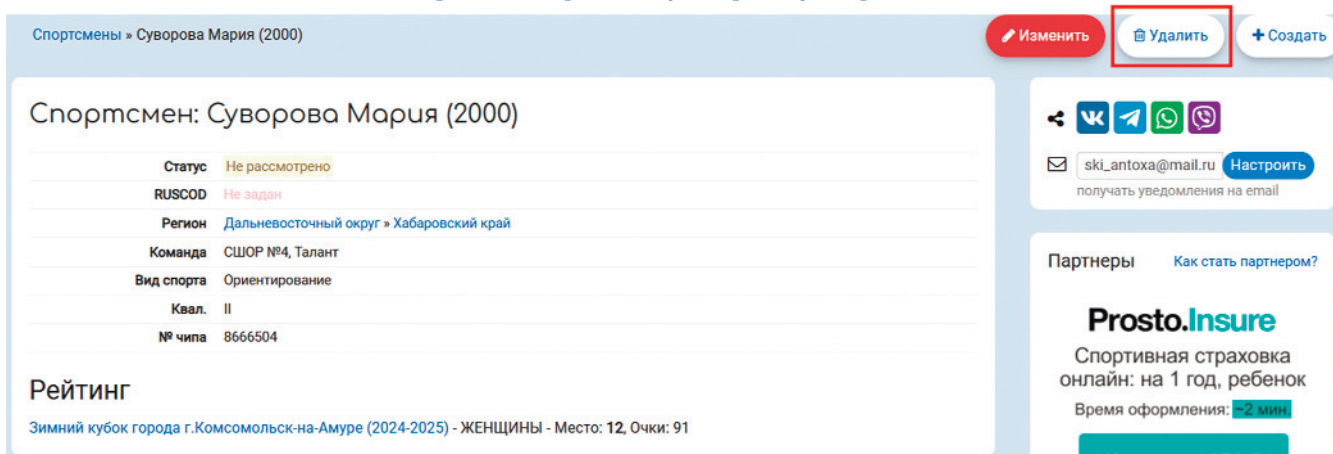 Спортсмены » Суворова Мария (2000)
Изменить
Удалить
+ Создать
Спортсмен: Суворова Мария (2000)
Статус Не рассмотрено
RUSCOD Не задан
Регион Дальневосточный округ » Хабаровский край
Команда СШОР №4, Талант
Вид спорта Ориентирование
Квал. II
№ чипа 8666504
Рейтинг
Зимний кубок города г.Комсомольск-на-Амуре (2024-2025) - ЖЕНЩИНЫ - Место: 12, Очки: 91
ski_antoxa@mail.ru Настроить
получать уведомления на email
Партнеры Как стать партнером?
Prosto.Insure
Спортивная страховка
онлайн: на 1 год, ребенок
Время оформления: ~2 мин.